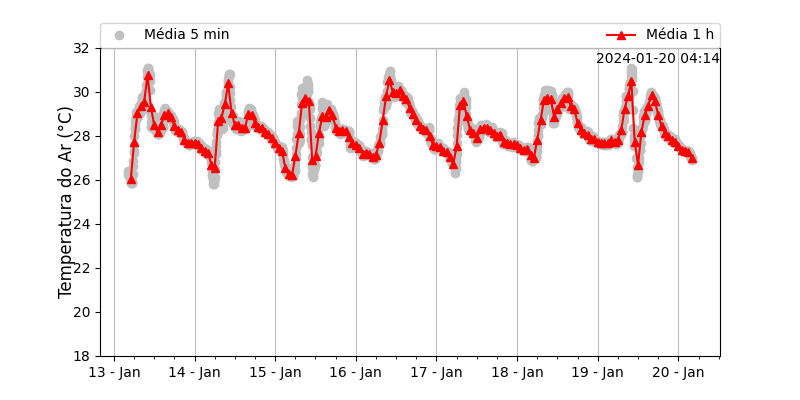 Média 5 min
Média 1 h
2024-01-20 04:14
Temperatura do Ar (°C)
32
30
28
26
24
22
20
18
13 - Jan
14 - Jan
15 - Jan
16 - Jan
17 - Jan
18 - Jan
19 - Jan
20 - Jan